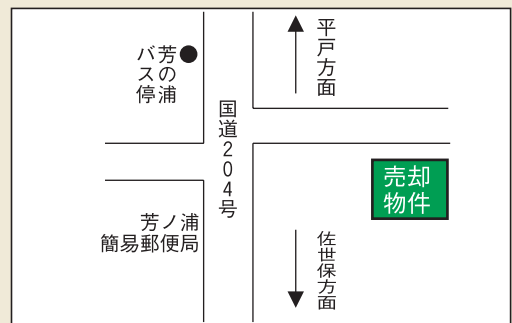 平戸方面
芳の浦
バス停
国道204号
売却
物件
芳ノ浦
簡易郵便局
佐世保方面